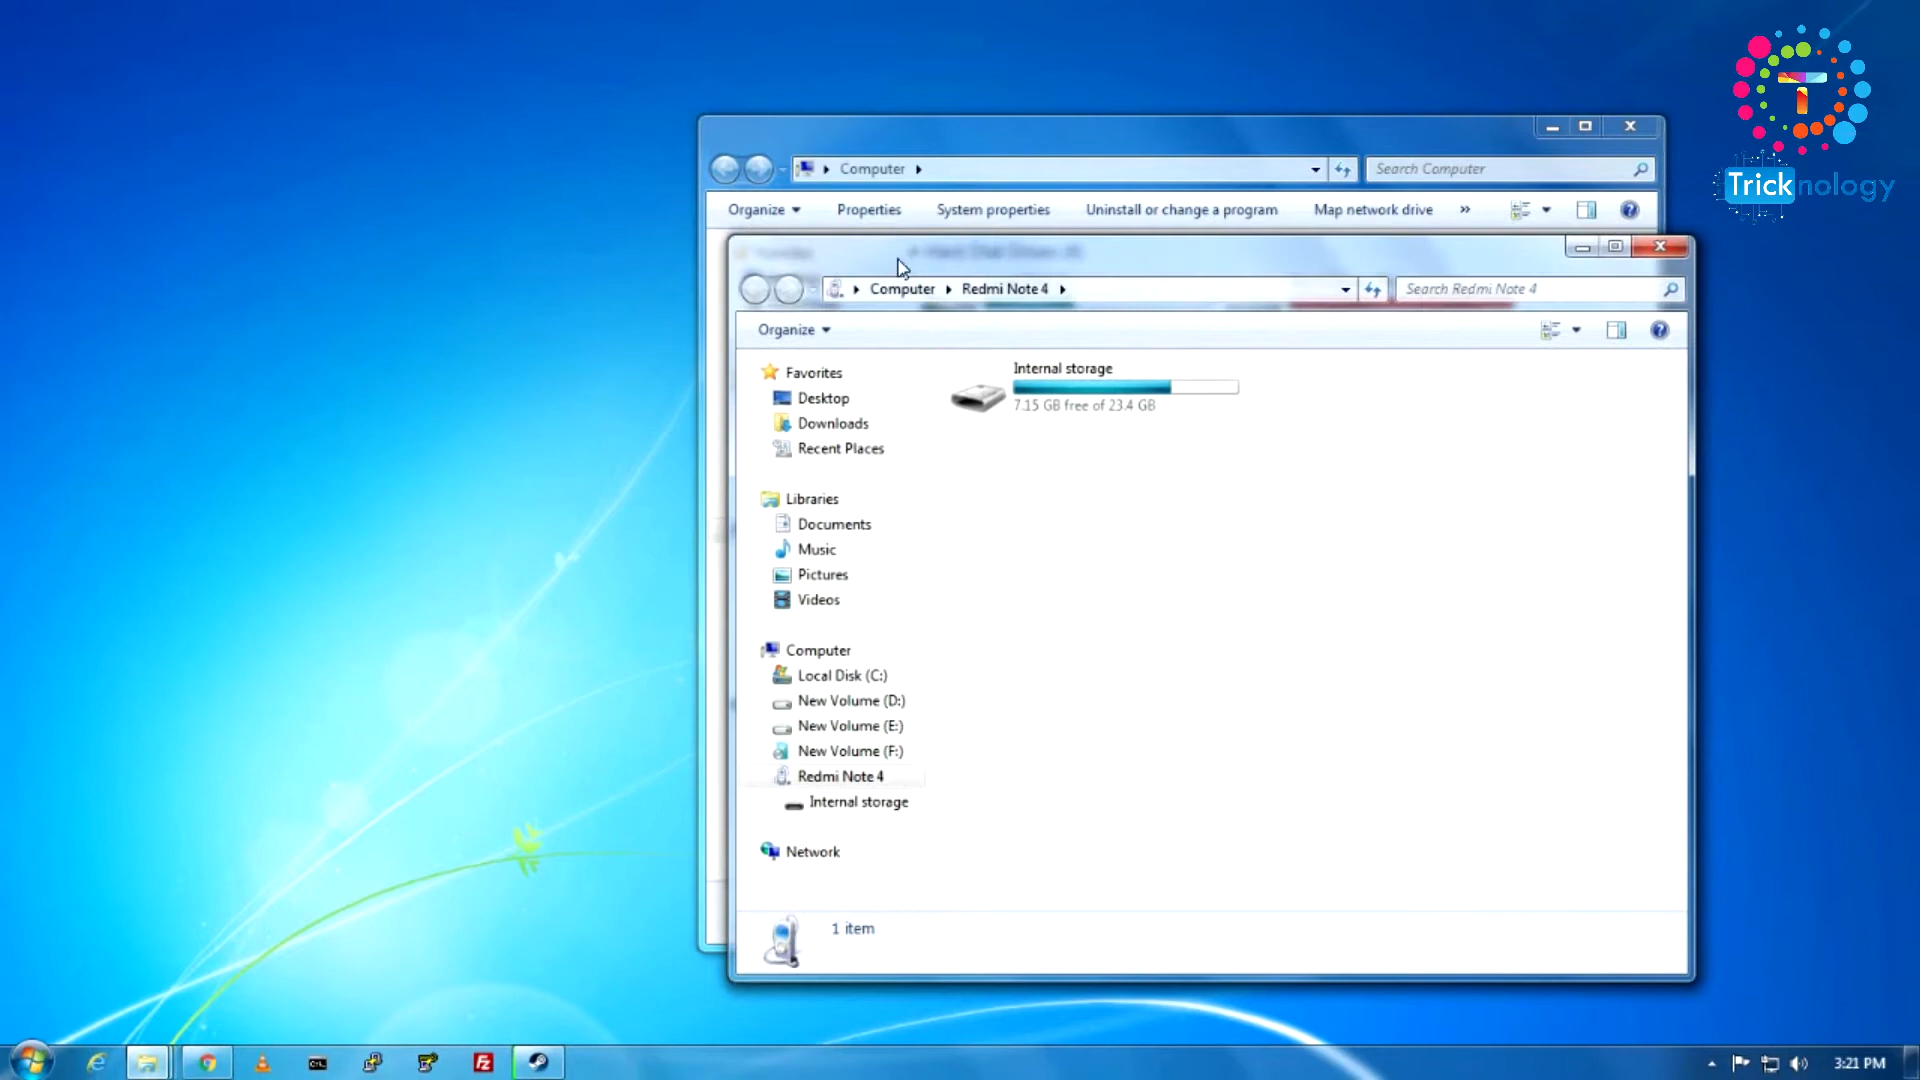 T
Tricknology
Computer
Search Computer
Organize
Properties
System properties
Uninstall or change a program
Map network drive
»
Computer
Redmi Note 4
Search Redmi Note 4
Organize
Favorites
Desktop
Downloads
Recent Places
Libraries
Documents
Music
Pictures
Videos
Computer
Local Disk (C:)
New Volume (D:)
New Volume (E:)
New Volume (F:)
Redmi Note 4
Internal storage
Network
Internal storage
7.15 GB free of 23.4 GB
1 item
Fz
3:21 PM